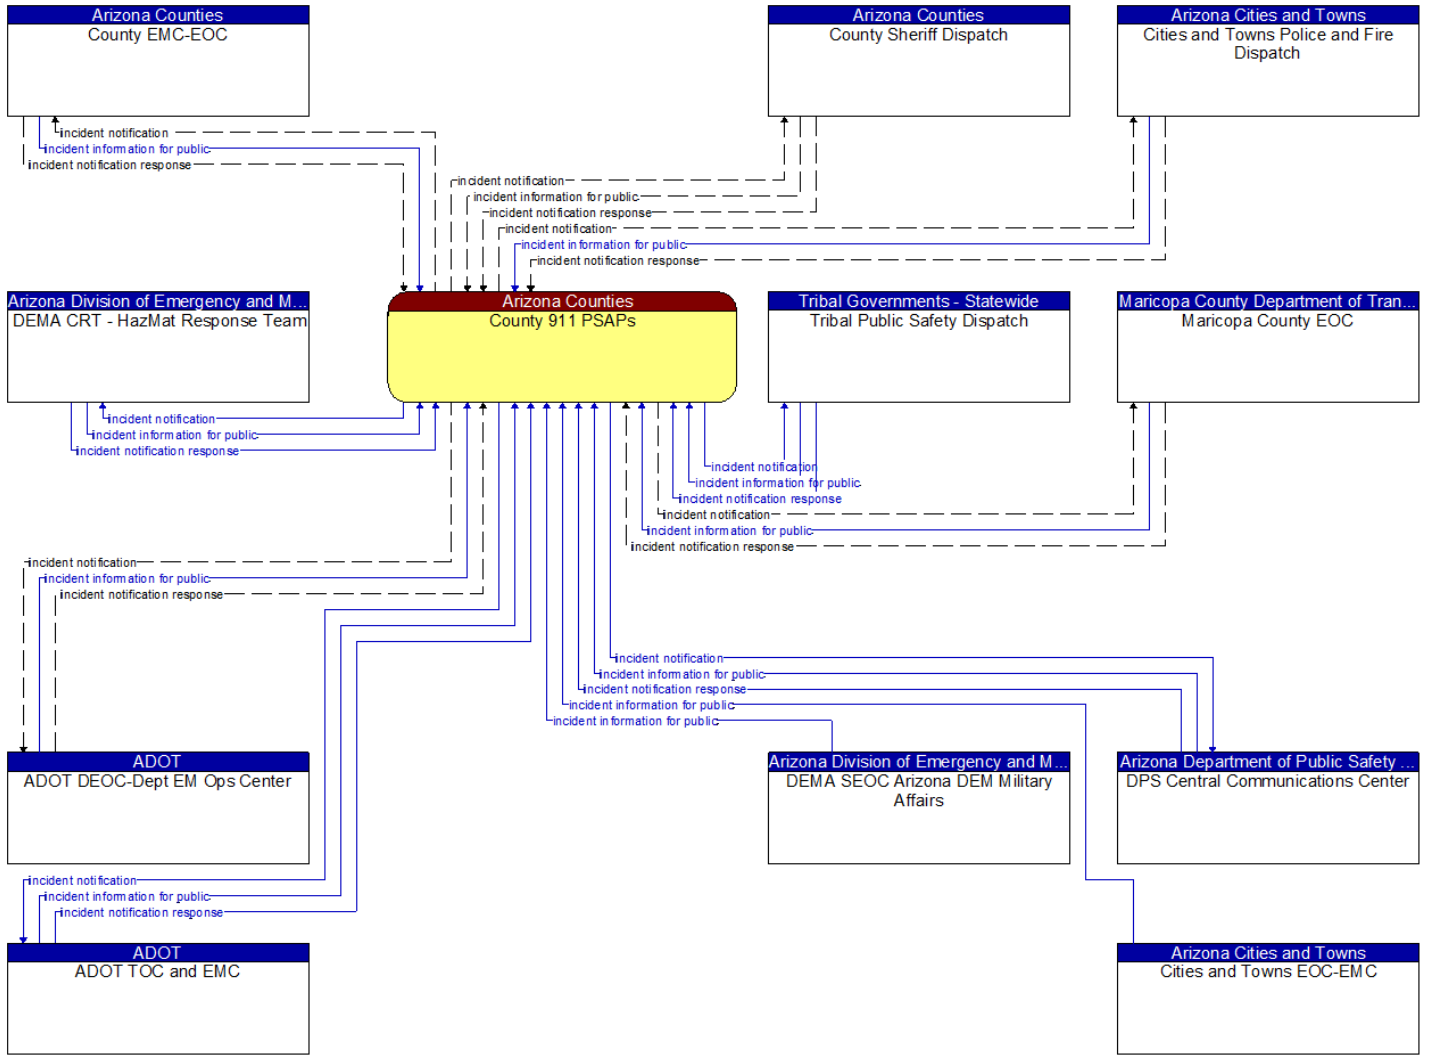 Arizona Counties
County EMC-EOC
Arizona Counties
County Sheriff Dispatch
Arizona Cities and Towns
Cities and Towns Police and Fire
Dispatch
incident notification
incident information for public
incident notification response
incident notification
incident information for public
incident notification response
incident notification
incident information for public
incident notification response
Arizona Division of Emergency and M...
DEMA CRT - HazMat Response Team
Arizona Counties
County 911 PSAPs
Tribal Governments - Statewide
Tribal Public Safety Dispatch
Maricopa County Department of Tran...
Maricopa County EOC
incident notification
incident information for public
incident notification response
incident notification
incident information for public
incident notification response
incident notification
incident information for public
incident notification response
incident notification
incident information for public
incident notification response
incident notification
incident information for public
incident notification response
incident information for public
incident information for public
ADOT
ADOT DEOC-Dept EM Ops Center
Arizona Division of Emergency and M...
DEMA SEOC Arizona DEM Military
Affairs
Arizona Department of Public Safety ...
DPS Central Communications Center
incident notification
incident information for public
incident notification response
ADOT
ADOT TOC and EMC
Arizona Cities and Towns
Cities and Towns EOC-EMC